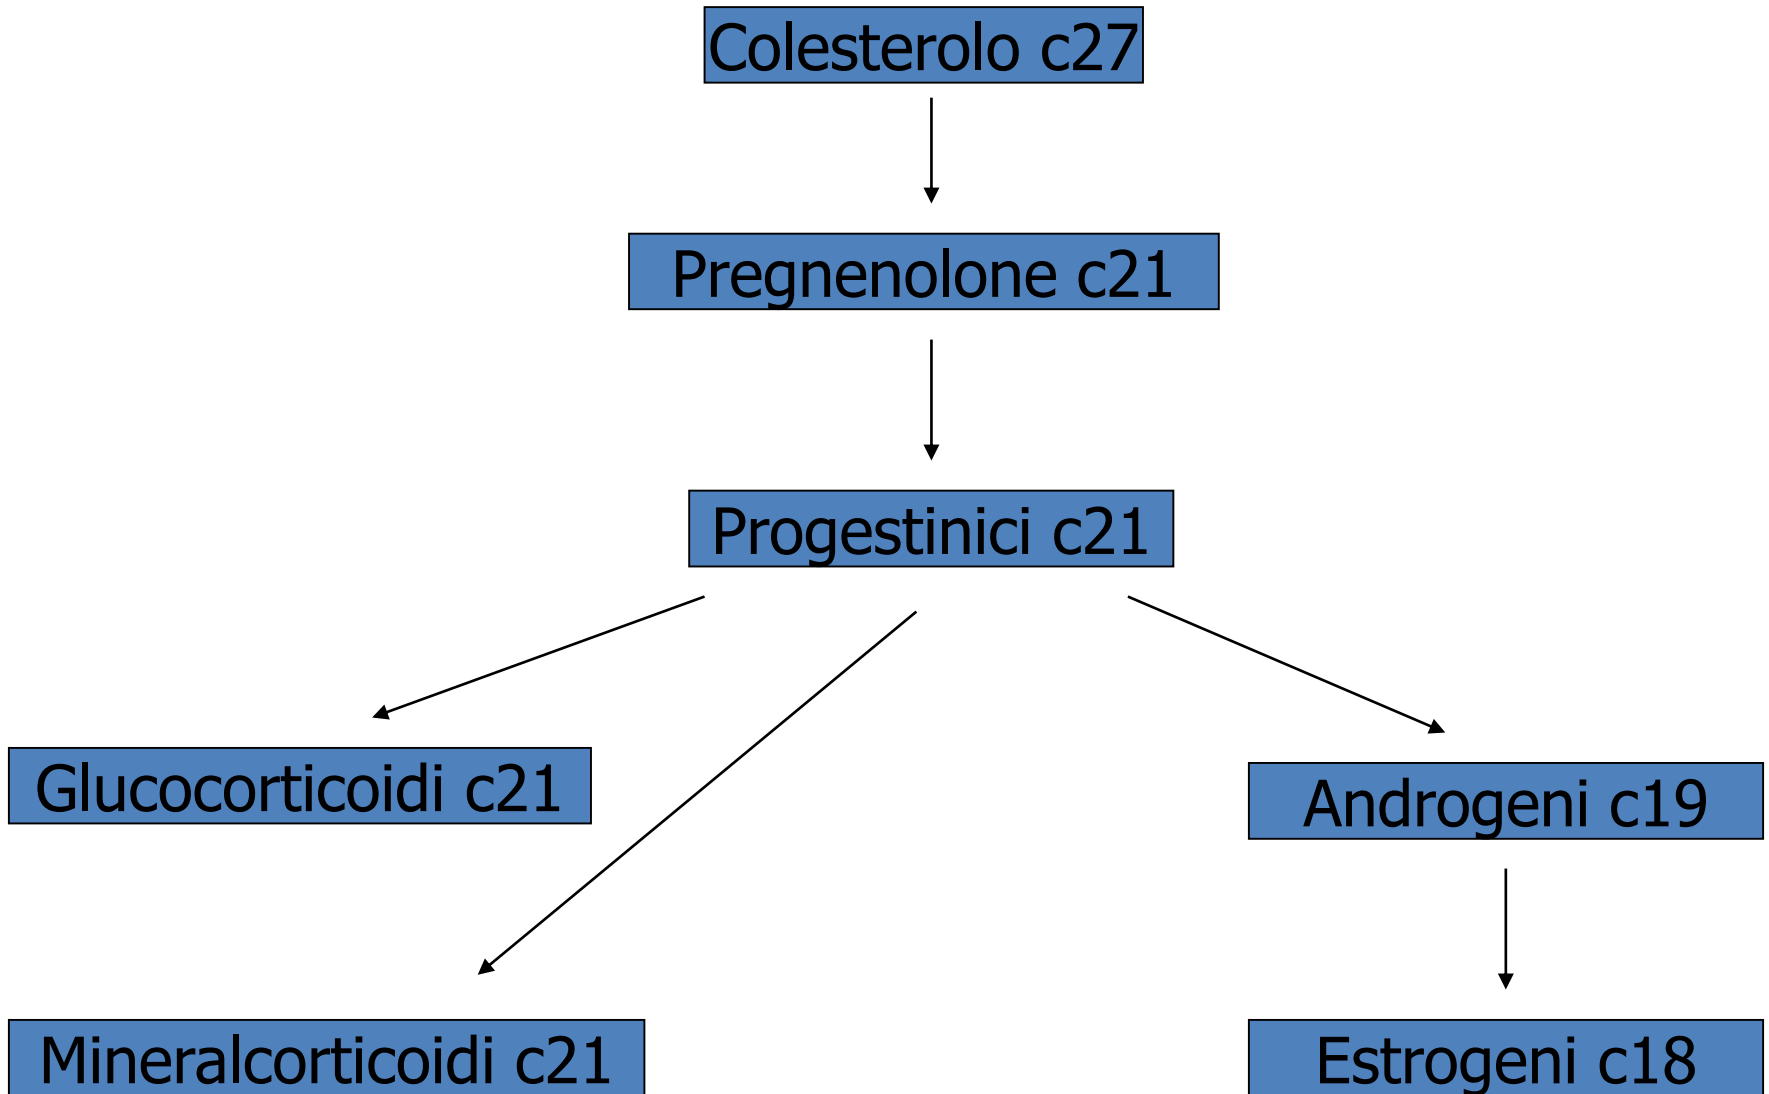 Colesterolo c27
Pregnenolone c21
Progestinici c21
Glucocorticoidi c21
Androgeni c19
Mineralcorticoidi c21
Estrogeni c18